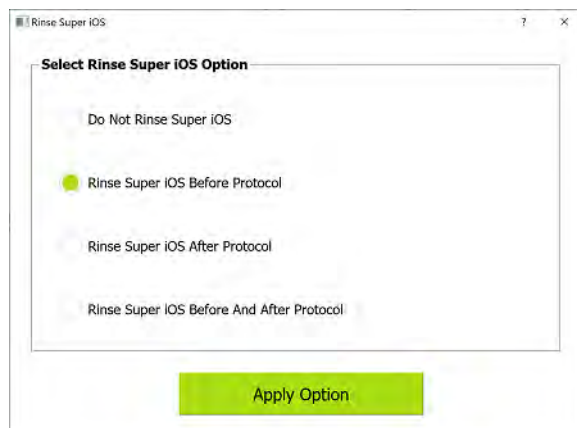 Rinse Super iOS
? ×
Select Rinse Super iOS Option
Do Not Rinse Super iOS
Rinse Super iOS Before Protocol
Rinse Super iOS After Protocol
Rinse Super iOS Before And After Protocol
Apply Option